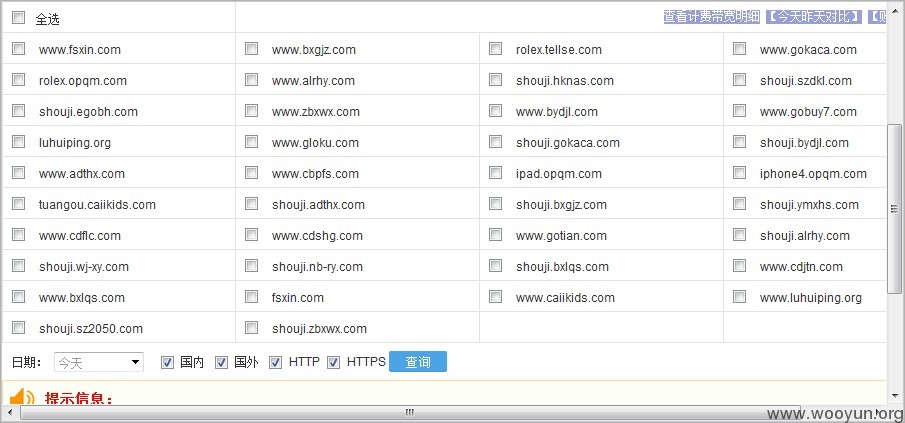 全选 查看计费带宽明细 【今天昨天对比】
www.fsxin.com www.bxgjz.com rolex.tellse.com www.gokaca.com
rolex.opqm.com www.alrhy.com shouji.hknas.com shouji.szdkl.com
shouji.egobh.com www.zbxwx.com www.bydjl.com www.gobuy7.com
luhuiping.org www.gloku.com shouji.gokaca.com shouji.bydjl.com
www.adthx.com www.cbpfs.com ipad.opqm.com iphone4.opqm.com
tuangou.caiikids.com shouji.adthx.com shouji.bxgjz.com shouji.ymxhs.com
www.cdflc.com www.cdshg.com www.gotian.com shouji.alrhy.com
shouji.wj-xy.com shouji.nb-ry.com shouji.bxlqs.com www.cdjtn.com
www.bxlqs.com fsxin.com www.caiikids.com www.luhuiping.org
shouji.sz2050.com shouji.zbxwx.com
日期： 今天 国内 国外 HTTP HTTPS 查询
提示信息：
www.wooyun.org